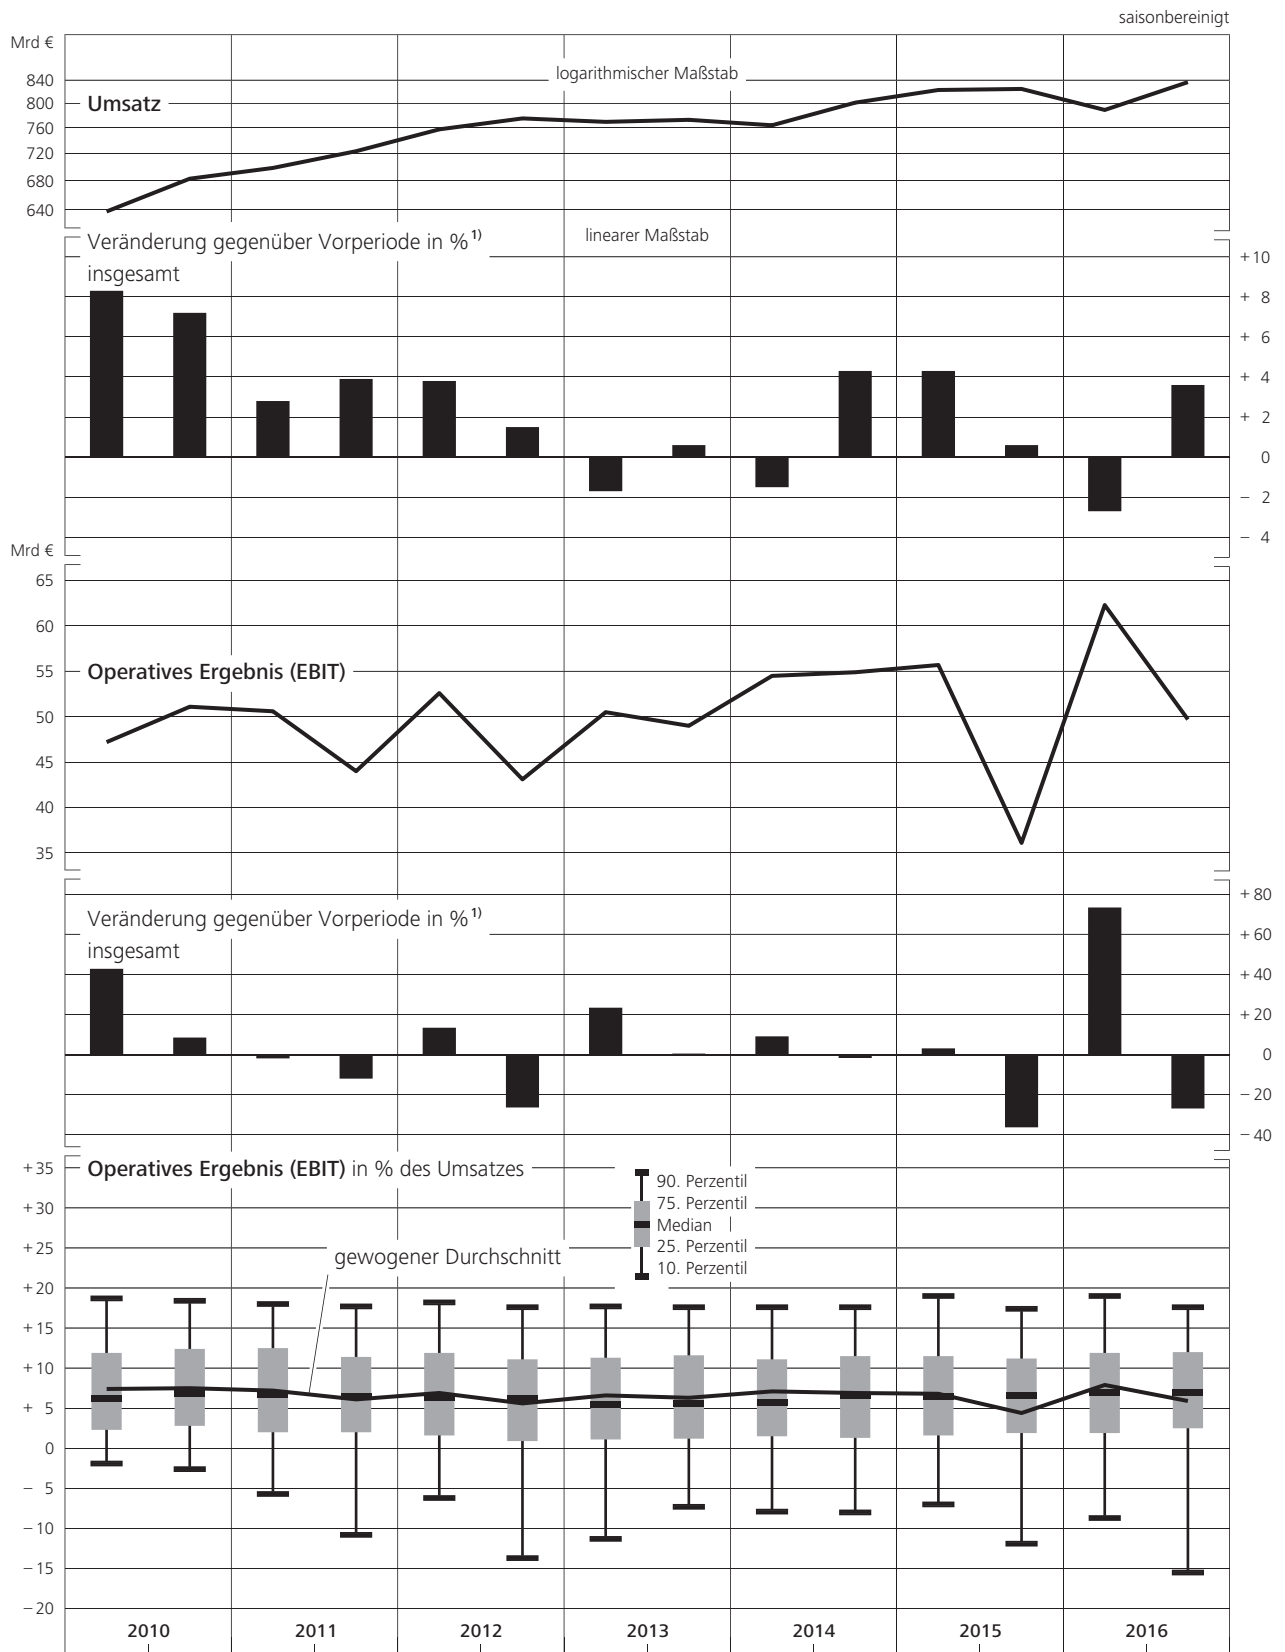 saisonbereinigt
Mrd €
logarithmischer Maßstab
840
800
760
720
680
640
Umsatz
Veränderung gegenüber Vorperiode in % 1)
insgesamt
linearer Maßstab
+ 10
+ 8
+ 6
+ 4
+ 2
0
– 2
– 4
Mrd €
65
60
55
50
45
40
35
Operatives Ergebnis (EBIT)
Veränderung gegenüber Vorperiode in % 1)
insgesamt
+ 80
+ 60
+ 40
+ 20
0
– 20
– 40
Operatives Ergebnis (EBIT) in % des Umsatzes
90. Perzentil
75. Perzentil
Median
25. Perzentil
10. Perzentil
gewogener Durchschnitt
+ 35
+ 30
+ 25
+ 20
+ 15
+ 10
+ 5
0
– 5
– 10
– 15
– 20
2010 2011 2012 2013 2014 2015 2016